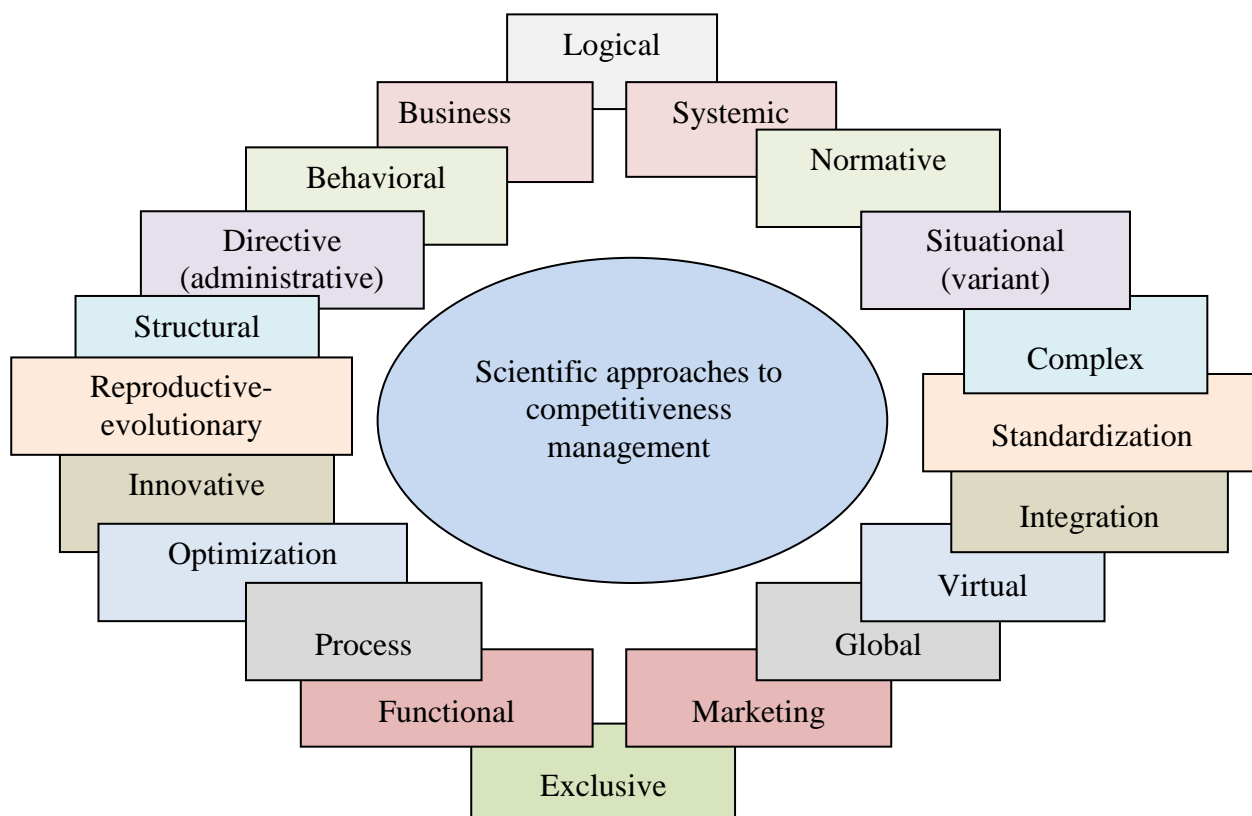 Logical
Business
Systemic
Behavioral
Normative
Directive
(administrative)
Situational
(variant)
Structural
Complex
Scientific approaches to
competitiveness
management
Reproductive-
evolutionary
Standardization
Innovative
Integration
Optimization
Virtual
Process
Global
Functional
Marketing
Exclusive